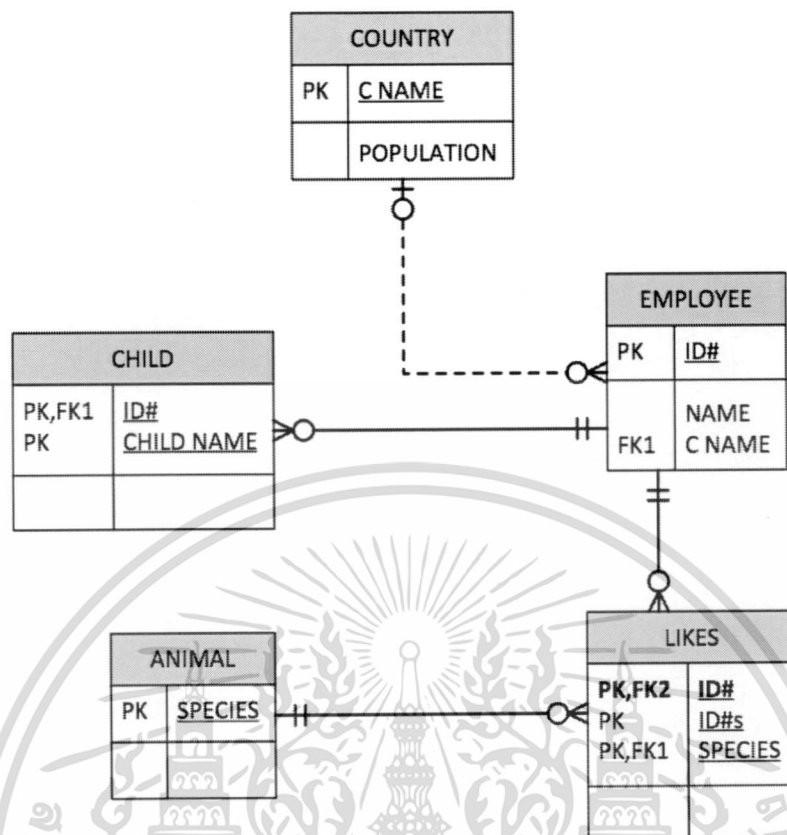 COUNTRY
PK C NAME
POPULATION
EMPLOYEE
PK ID#
NAME
FK1 C NAME
CHILD
PK,FK1 ID#
PK CHILD NAME
ANIMAL
PK SPECIES
LIKES
PK,FK2 ID#
PK ID#s
PK,FK1 SPECIES